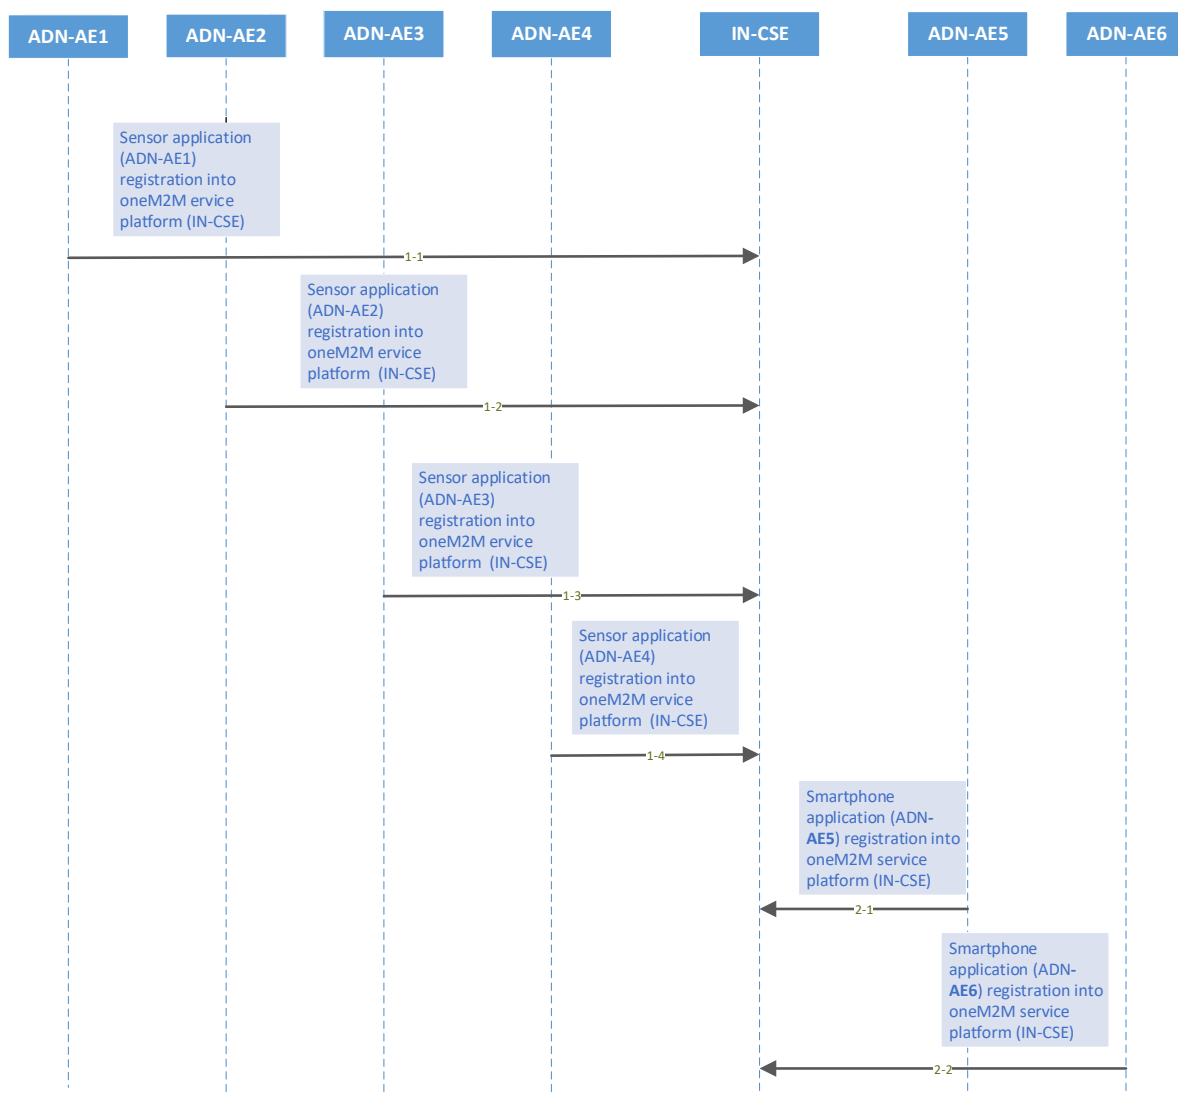 ADN-AE1
ADN-AE2
ADN-AE3
ADN-AE4
IN-CSE
ADN-AE5
ADN-AE6
Sensor application
(ADN-AE1)
registration into
oneM2M ervice
platform (IN-CSE)
1-1
Sensor application
(ADN-AE2)
registration into
oneM2M ervice
platform (IN-CSE)
1-2
Sensor application
(ADN-AE3)
registration into
oneM2M ervice
platform (IN-CSE)
1-3
Sensor application
(ADN-AE4)
registration into
oneM2M ervice
platform (IN-CSE)
1-4
Smartphone
application (ADN-
AE5) registration into
oneM2M service
platform (IN-CSE)
2-1
Smartphone
application (ADN-
AE6) registration into
oneM2M service
platform (IN-CSE)
2-2